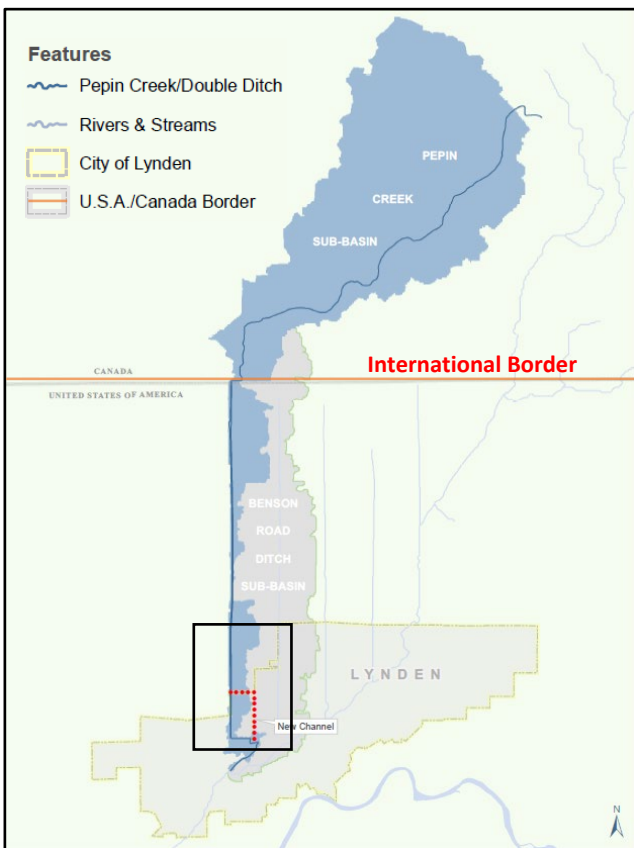 Features
Pepin Creek/Double Ditch
Rivers & Streams
City of Lynden
U.S.A./Canada Border
PEPIN
CREEK
SUB-BASIN
International Border
CANADA
UNITED STATES OF AMERICA
BENSON
ROAD
DITCH
SUB-BASIN
LYNDEN
New Channel
N